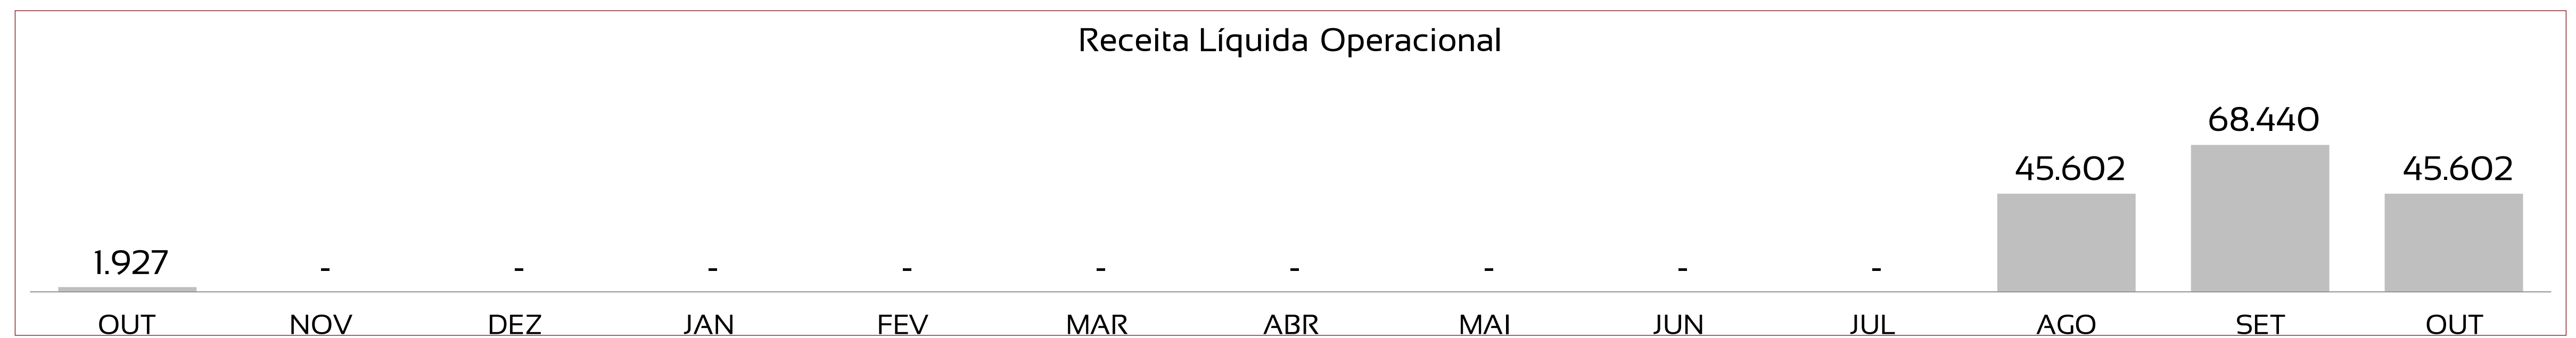 Receita Líquida Operacional
68.440
45.602 45.602
1.927 - - - - - - - - -
OUT NOV DEZ JAN FEV MAR ABR MAI JUN JUL AGO SET OUT